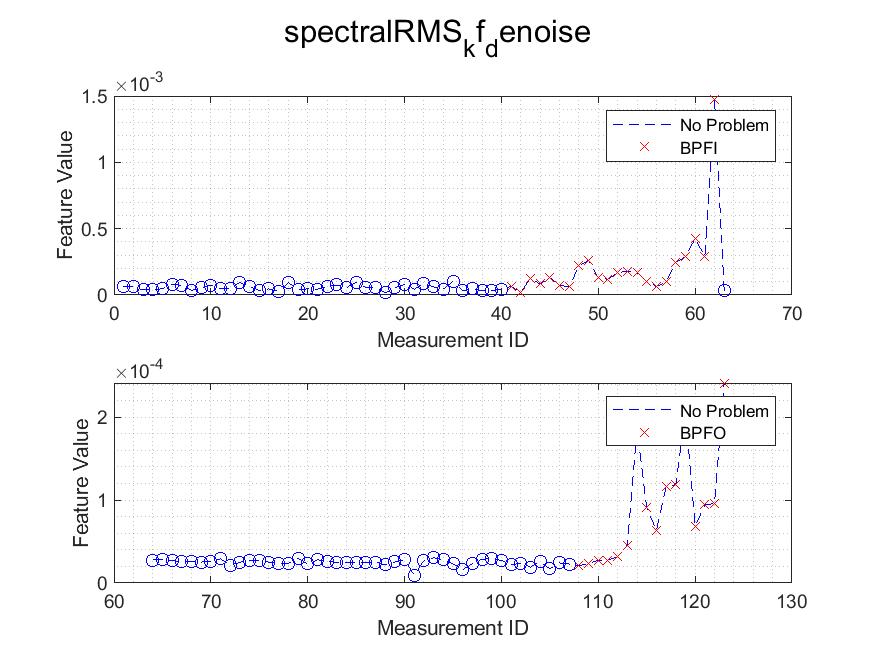 spectralRMS_kf_denoise
×10^-3
1.5
1
0.5
0
Feature Value
No Problem
BPFI
0 10 20 30 40 50 60 70
Measurement ID
×10^-4
2
1
0
Feature Value
No Problem
BPFO
60 70 80 90 100 110 120 130
Measurement ID